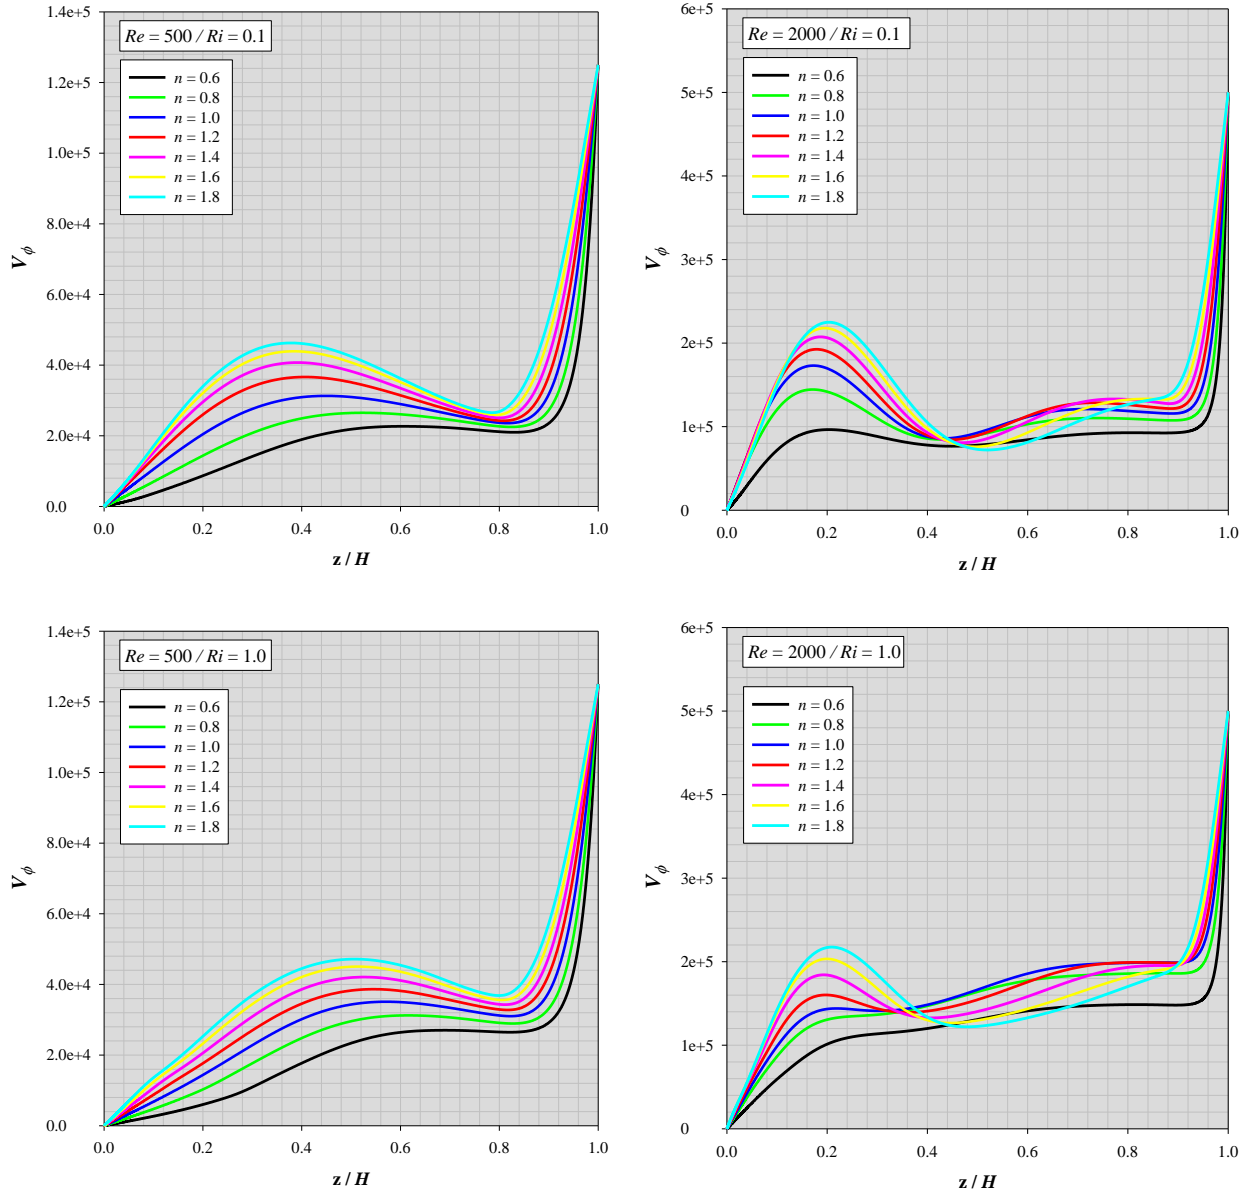 Re = 500 / Ri = 0.1
n = 0.6
n = 0.8
n = 1.0
n = 1.2
n = 1.4
n = 1.6
n = 1.8
1.4e+5
1.2e+5
1.0e+5
8.0e+4
6.0e+4
4.0e+4
2.0e+4
0.0
Vϕ
0.0 0.2 0.4 0.6 0.8 1.0
z / H
Re = 2000 / Ri = 0.1
n = 0.6
n = 0.8
n = 1.0
n = 1.2
n = 1.4
n = 1.6
n = 1.8
6e+5
5e+5
4e+5
3e+5
2e+5
1e+5
0
Vϕ
0.0 0.2 0.4 0.6 0.8 1.0
z / H
Re = 500 / Ri = 1.0
n = 0.6
n = 0.8
n = 1.0
n = 1.2
n = 1.4
n = 1.6
n = 1.8
1.4e+5
1.2e+5
1.0e+5
8.0e+4
6.0e+4
4.0e+4
2.0e+4
0.0
Vϕ
0.0 0.2 0.4 0.6 0.8 1.0
z / H
Re = 2000 / Ri = 1.0
n = 0.6
n = 0.8
n = 1.0
n = 1.2
n = 1.4
n = 1.6
n = 1.8
6e+5
5e+5
4e+5
3e+5
2e+5
1e+5
0
Vϕ
0.0 0.2 0.4 0.6 0.8 1.0
z / H